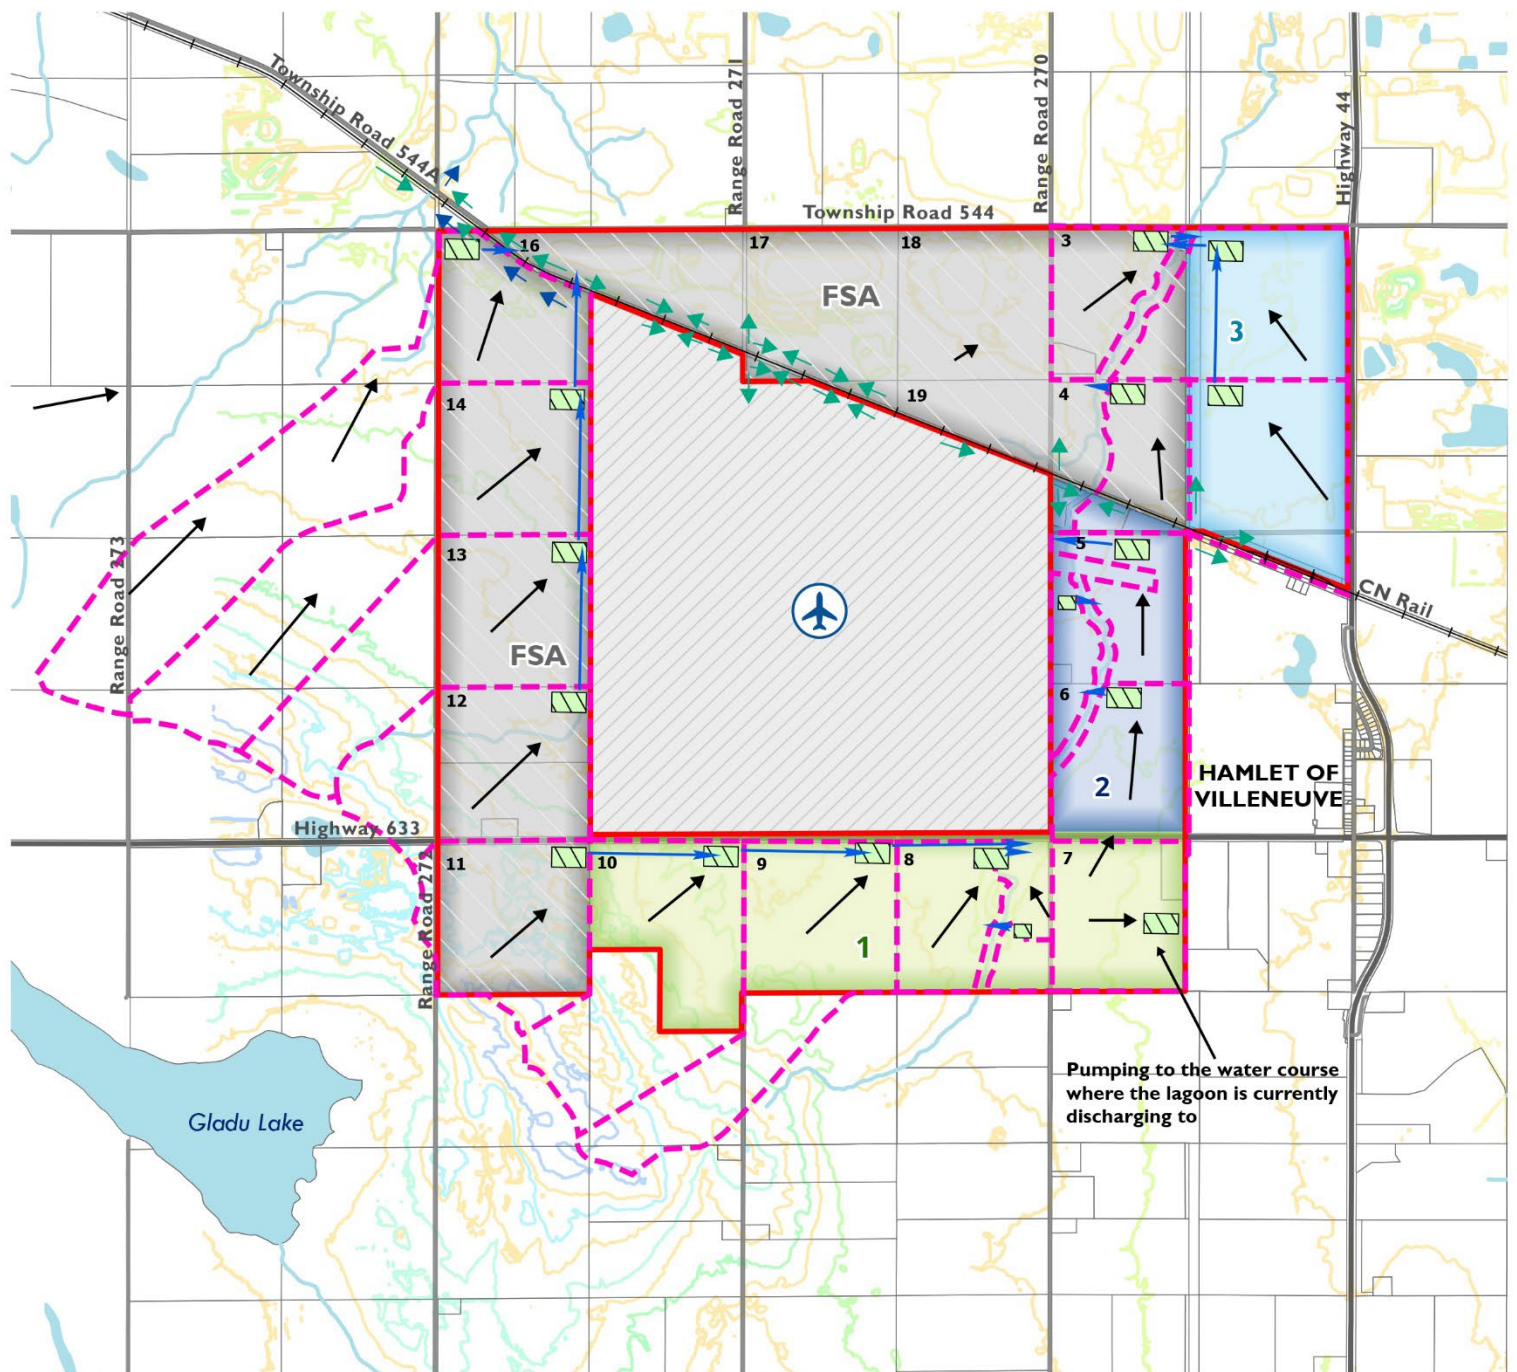 Township Road 544A
Range Road 271
Range Road 270
Highway 44
Township Road 544
16
17
18
3
FSA
3
14
19
4
CN Rail
Range Road 273
13
5
FSA
12
6
HAMLET OF
VILLENEUVE
2
Highway 633
Range Road 272
11
10
9
8
7
1
Pumping to the water course
where the lagoon is currently
discharging to
Gladu Lake